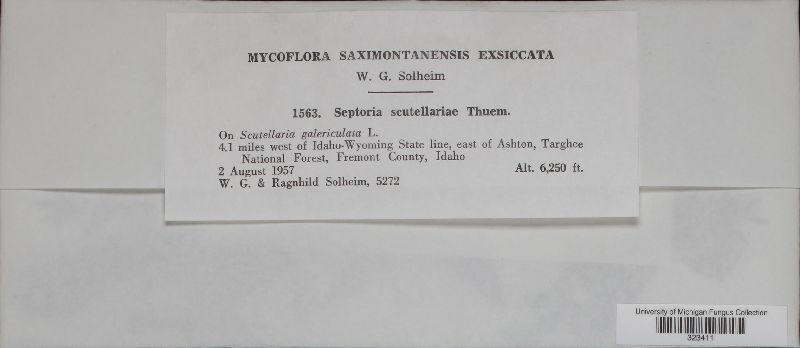 MYCOFLORA SAXIMONTANENSIS EXSICCATA
W. G. Solheim
1563. Septoria scutellariae Thuem.
On Scutellaria galericulata L.
4.1 miles west of Idaho-Wyoming State line, east of Ashton, Targhee
National Forest, Fremont County, Idaho
2 August 1957 Alt. 6,250 ft.
W. G. & Ragnhild Solheim, 5272
University of Michigan Fungus Collection
323411